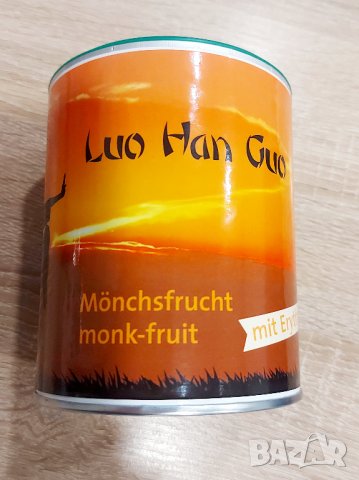 Luo Han Guo
Mönchsfrucht
monk-fruit
mit
BAZAR